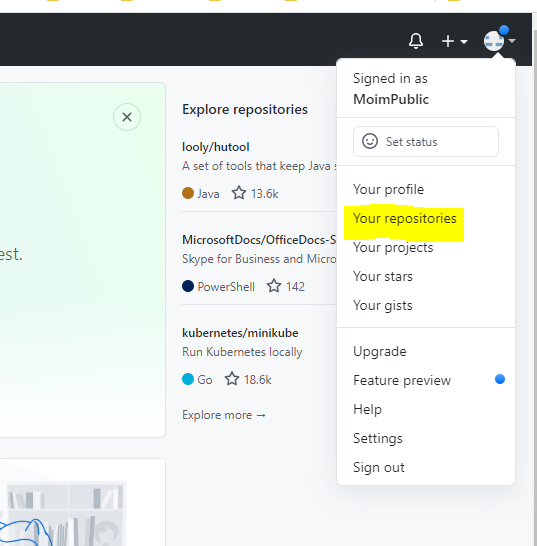 Signed in as
MoimPublic
Set status
Your profile
Your repositories
Your projects
Your stars
Your gists
Upgrade
Feature preview
Help
Settings
Sign out
est.
Explore repositories
looly/hutool
A set of tools that keep Java s
Java 13.6k
MicrosoftDocs/OfficeDocs-S
Skype for Business and Micro
PowerShell 142
kubernetes/minikube
Run Kubernetes locally
Go 18.6k
Explore more →